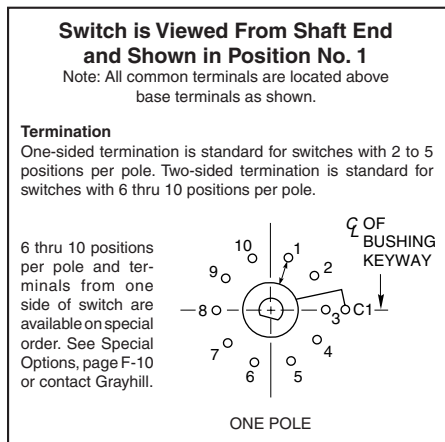 Switch is Viewed From Shaft End
and Shown in Position No. 1
Note: All common terminals are located above
base terminals as shown.
Termination
One-sided termination is standard for switches with 2 to 5
positions per pole. Two-sided termination is standard for
switches with 6 thru 10 positions per pole.
6 thru 10 positions
per pole and ter-
minals from one
side of switch are
available on special
order. See Special
Options, page F-10
or contact Grayhill.
℄ OF
BUSHING
KEYWAY
10
1
9
2
8
3
C1
7
4
6
5
ONE POLE